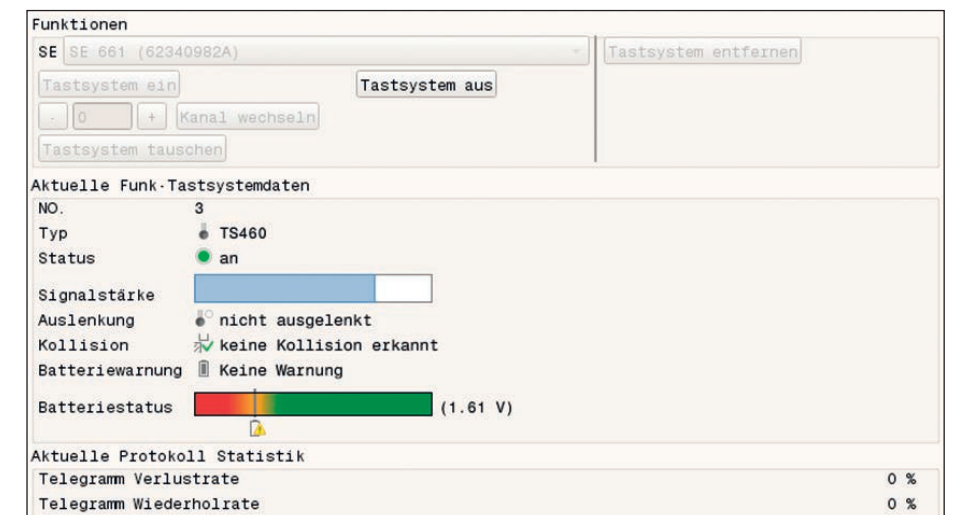 Funktionen
SE SE 661 (62340982A) Tastsystem entfernen
Tastsystem ein Tastsystem aus
- 0 + Kanal wechseln
Tastsystem tauschen
Aktuelle Funk-Tastsystemdaten
NO. 3
Typ TS460
Status an
Signalstärke
Auslenkung nicht ausgelenkt
Kollision keine Kollision erkannt
Batteriewarnung Keine Warnung
Batteriestatus (1.61 V)
Aktuelle Protokoll Statistik
Telegramm Verlustrate 0 %
Telegramm Wiederholrate 0 %